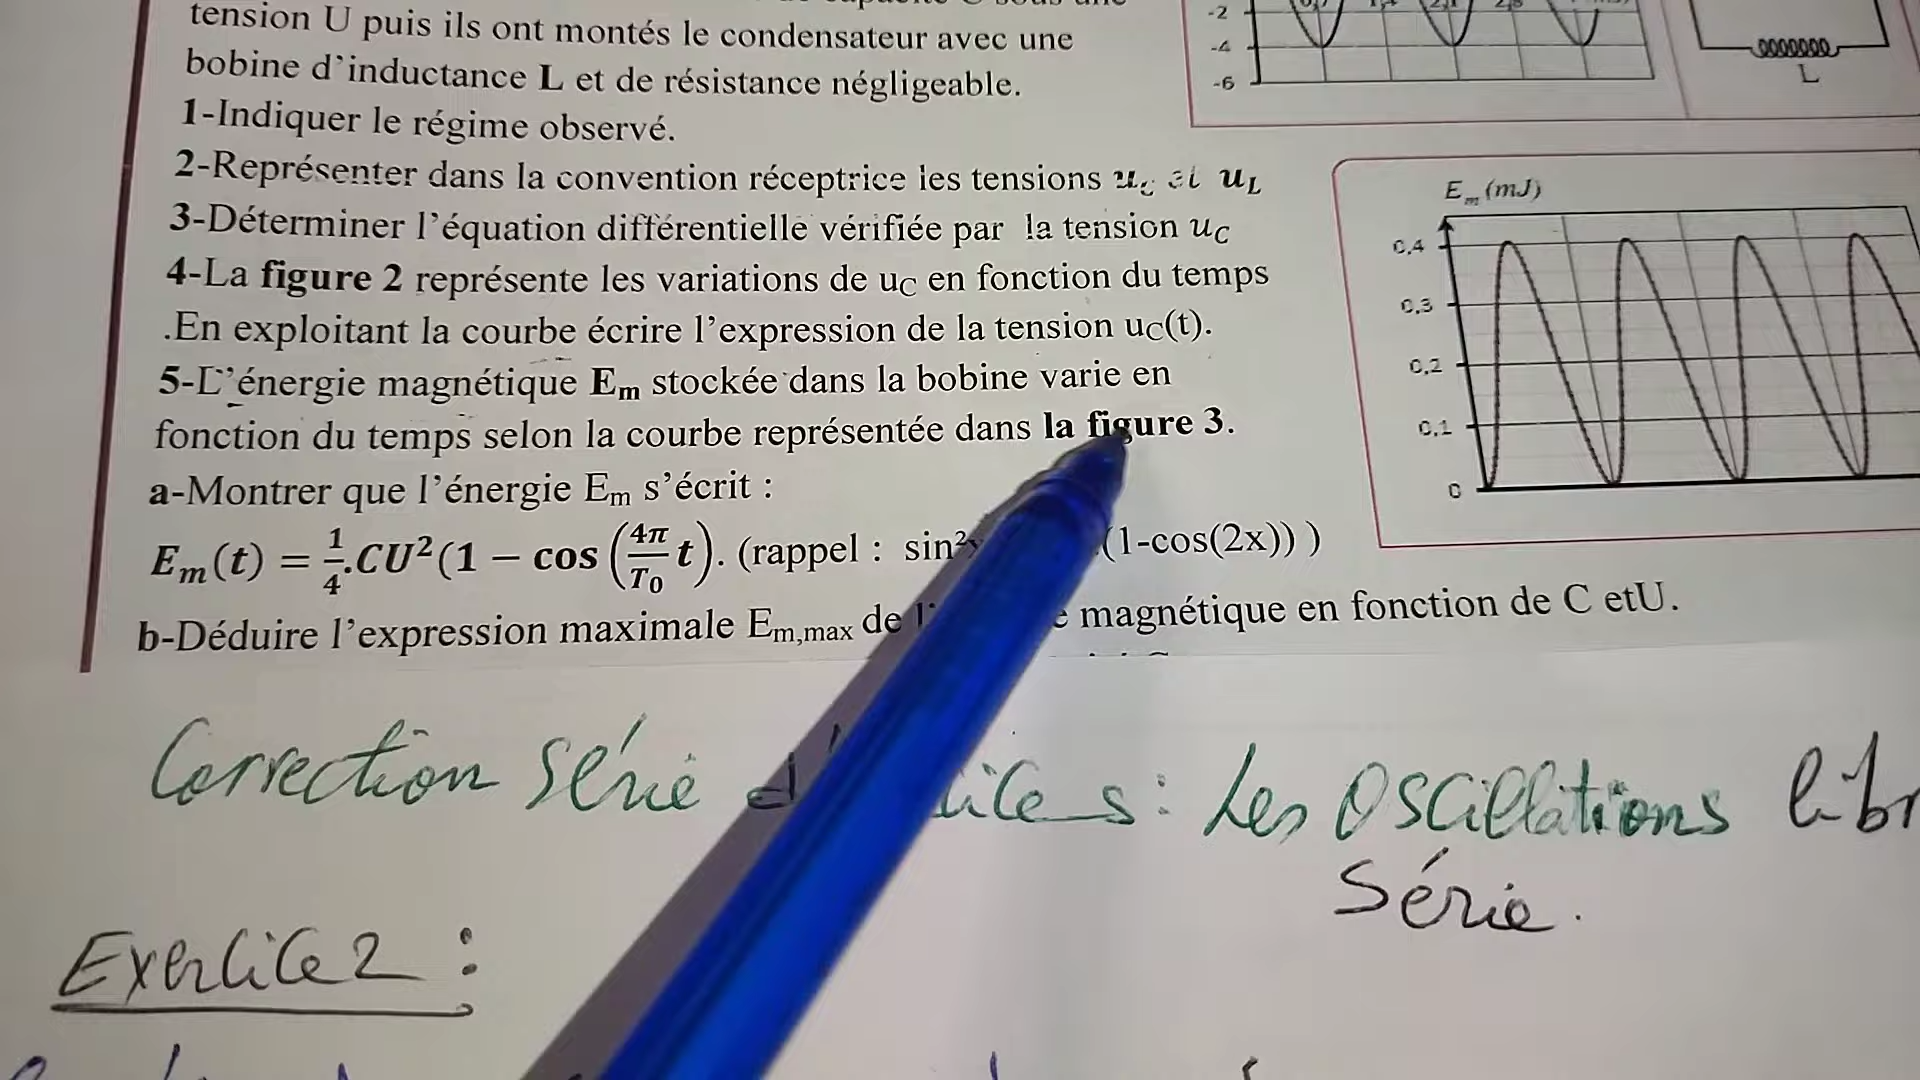 tension U puis ils ont montés le condensateur avec une
bobine d'inductance L et de résistance négligeable.
1-Indiquer le régime observé.
2-Représenter dans la convention réceptrice les tensions u_C et u_L
3-Déterminer l'équation différentielle vérifiée par la tension u_C
4-La figure 2 représente les variations de u_C en fonction du temps
.En exploitant la courbe écrire l'expression de la tension u_C(t).
5-L'énergie magnétique E_m stockée dans la bobine varie en
fonction du temps selon la courbe représentée dans la figure 3.
a-Montrer que l'énergie E_m s'écrit :
E_m(t) = 1/4.CU²(1 − cos(4π/T_0 t). (rappel : sin² (1-cos(2x)) )
b-Déduire l'expression maximale E_m,max de magnétique en fonction de C etU.
-2
-4
-6
L
E_m (mJ)
0,4
0,3
0,2
0,1
0
Correction Série : Les Oscillations
Série.
Exercice 2 :